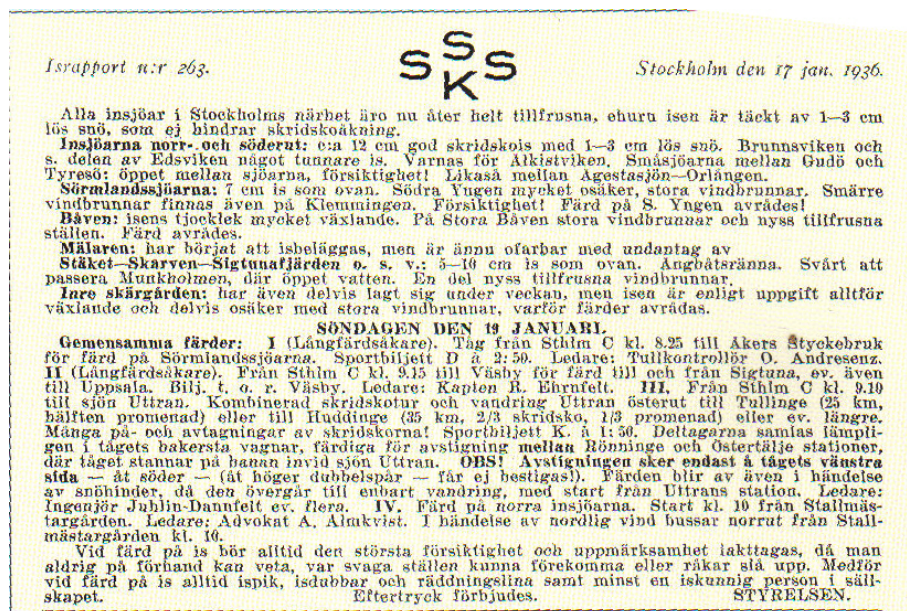 Israpport n:r 263.
S S S K
Stockholm den 17 jan. 1936.
Alla insjöar i Stockholms närhet äro nu åter helt tillfrusna, ehuru isen är täckt av 1—3 cm
lös snö, som ej hindrar skridskoåkning.
Insjöarna norr- och söderut: c:a 12 cm god skridskois med 1—3 cm lös snö. Brunnsviken och
s. delen av Edsviken något tunnare is. Varnas för Ålkistviken. Småsjöarna mellan Gudö och
Tyresö: öppet mellan sjöarna, försiktighet! Likaså mellan Ågestasjön—Orlången.
Sörmlandssjöarna: 7 cm is som ovan. Södra Yngen mycket osäker, stora vindbrunnar. Smärre
vindbrunnar finnas även på Klemmingen. Försiktighet! Färd på S. Yngen avrådes!
Båven: isens tjocklek mycket växlande. På Stora Båven stora vindbrunnar och nyss tillfrusna
ställen. Färd avrådes.
Mälaren: har börjat att isbeläggas, men är ännu ofarbar med undantag av
Stäket—Skarven—Sigtunafjärden o. s. v.: 5—10 cm is som ovan. Ångbåtsränna. Svårt att
passera Munkholmen, där öppet vatten. En del nyss tillfrusna vindbrunnar.
Inre skärgården: har även delvis lagt sig under veckan, men isen är enligt uppgift alltför
växlande och delvis osäker med stora vindbrunnar, varför färder avrådas.
SÖNDAGEN DEN 19 JANUARI.
Gemensamma färder: I (Långfärdsåkare). Tåg från Sthlm C kl. 8.25 till Åkers Styckebruk
för färd på Sörmlandssjöarna. Sportbiljett D à 2:50. Ledare: Tullkontrollör O. Andresenz.
II (Långfärdsåkare). Från Sthlm C kl. 9.15 till Väsby för färd till och från Sigtuna, ev. även
till Uppsala. Bilj. t. o. r. Väsby. Ledare: Kapten R. Ehrnfelt. III. Från Sthlm C kl. 9.10
till sjön Uttran. Kombinerad skridskotur och vandring Uttran österut till Tullinge (25 km,
hälften promenad) eller till Huddinge (35 km, 2/3 skridsko, 1/3 promenad) eller ev. längre.
Många på- och avtagningar av skridskorna! Sportbiljett K. à 1:50. Deltagarna samlas lämpli-
gen i tågets bakersta vagnar, färdiga för avstigning mellan Rönninge och Östertälje stationer,
där tåget stannar på banan invid sjön Uttran. OBS! Avstigningen sker endast å tågets vänstra
sida — åt söder — (åt höger dubbelspår — får ej bestigas!). Färden blir av även i händelse
av snöhinder, då den övergår till enbart vandring, med start från Uttrans station. Ledare:
Ingenjör Juhlin-Dannfelt ev. flera. IV. Färd på norra insjöarna. Start kl. 10 från Stallmäs-
targården. Ledare: Advokat A. Almkvist. I händelse av nordlig vind bussar norrut från Stall-
mästargården kl. 10.
Vid färd på is bör alltid den största försiktighet och uppmärksamhet iakttagas, då man
aldrig på förhand kan veta, var svaga ställen kunna förekomma eller råkar slå upp. Medför
vid färd på is alltid ispik, isdubbar och räddningslina samt minst en iskunnig person i säll-
skapet. Eftertryck förbjudes. STYRELSEN.